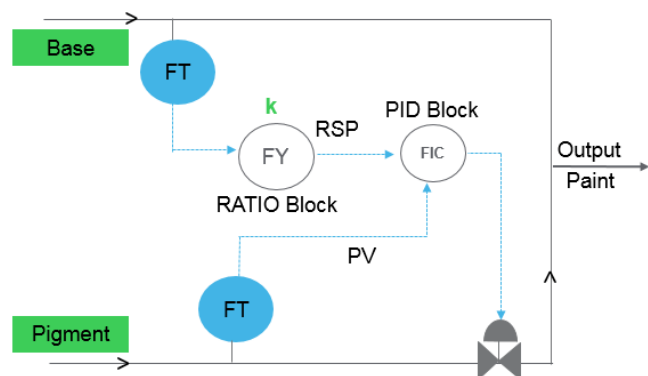 Base
FT
k
FY
RSP
PID Block
FIC
RATIO Block
Output
Paint
PV
FT
Pigment